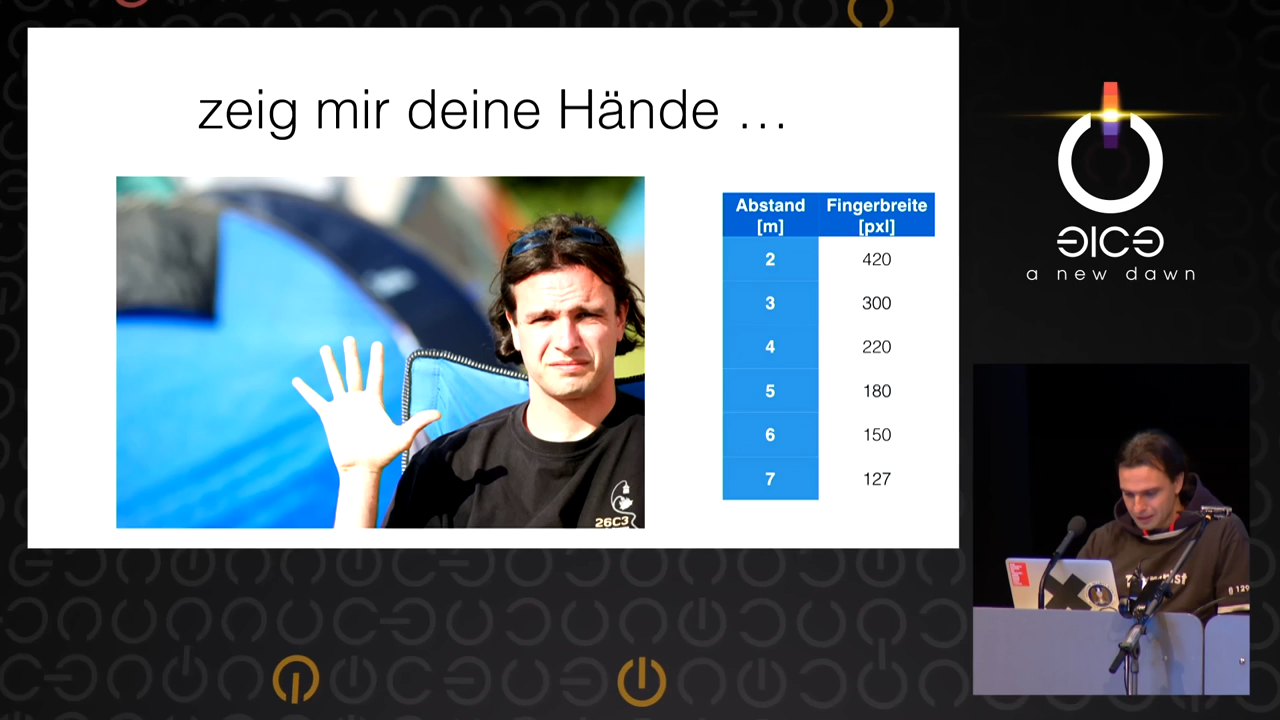 zeig mir deine Hände …
Abstand [m] Fingerbreite [pxl]
2 420
3 300
4 220
5 180
6 150
7 127
26C3
a new dawn